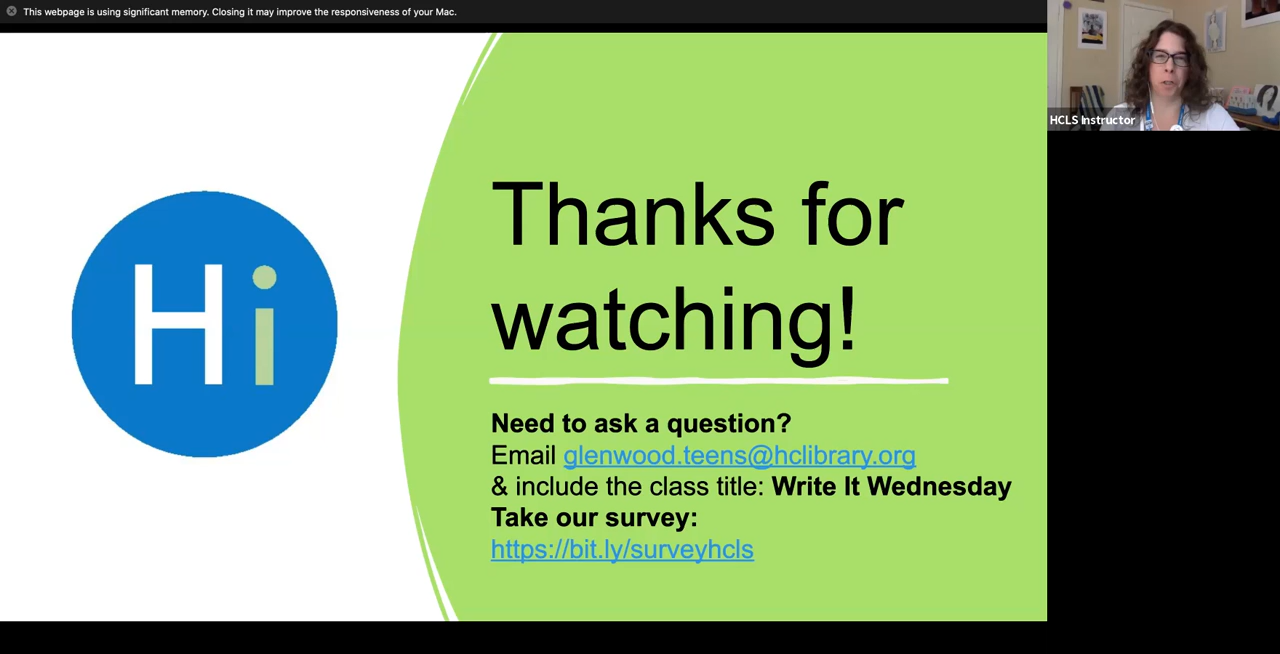 This webpage is using significant memory. Closing it may improve the responsiveness of your Mac.
HCLS Instructor
Hi
Thanks for
watching!
Need to ask a question?
Email glenwood.teens@hclibrary.org
& include the class title: Write It Wednesday
Take our survey:
https://bit.ly/surveyhcls